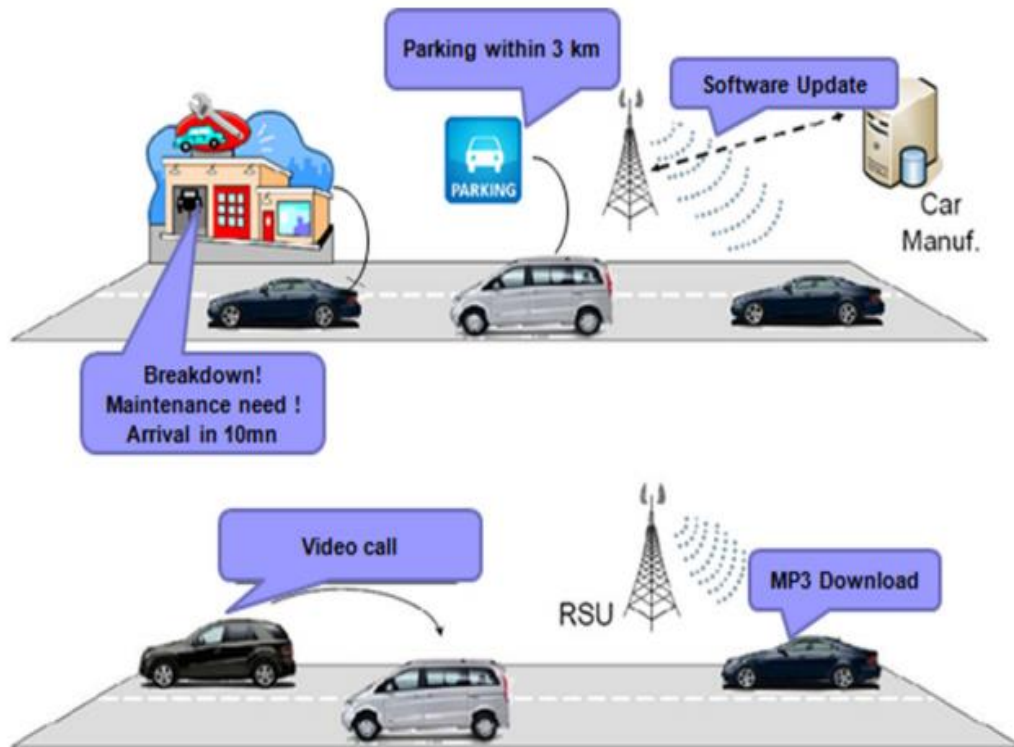 Parking within 3 km
Software Update
PARKING
Car
Manuf.
Breakdown!
Maintenance need !
Arrival in 10mn
Video call
RSU
MP3 Download